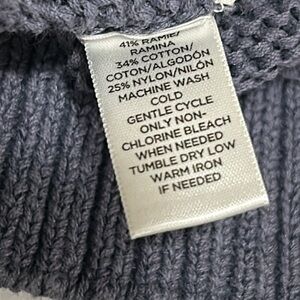 41% RAMIE/
RAMINA
34% COTTON/
COTON/ALGODÓN
25% NYLON/NILÓN
MACHINE WASH
COLD
GENTLE CYCLE
ONLY NON-
CHLORINE BLEACH
WHEN NEEDED
TUMBLE DRY LOW
WARM IRON
IF NEEDED